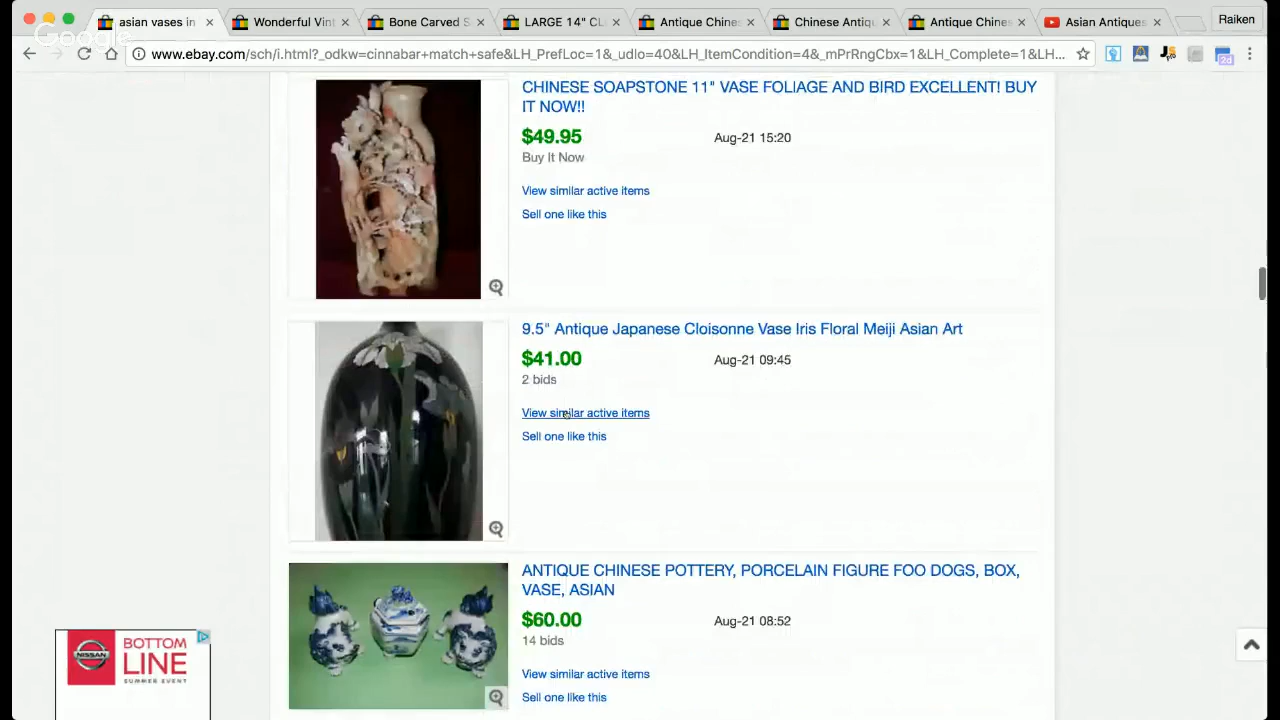 asian vases in
Wonderful Vint
Bone Carved S
LARGE 14" CL
Antique Chine
Chinese Antiq
Antique Chines
Asian Antiques
Raiken
Google
www.ebay.com/sch/i.html?_odkw=cinnabar+match+safe&LH_PrefLoc=1&_udlo=40&LH_ItemCondition=4&_mPrRngCbx=1&LH_Complete=1&LH...
2d
CHINESE SOAPSTONE 11" VASE FOLIAGE AND BIRD EXCELLENT! BUY
IT NOW!!
$49.95
Aug-21 15:20
Buy It Now
View similar active items
Sell one like this
9.5" Antique Japanese Cloisonne Vase Iris Floral Meiji Asian Art
$41.00
Aug-21 09:45
2 bids
View similar active items
Sell one like this
ANTIQUE CHINESE POTTERY, PORCELAIN FIGURE FOO DOGS, BOX,
VASE, ASIAN
$60.00
Aug-21 08:52
14 bids
View similar active items
Sell one like this
NISSAN
BOTTOM
LINE
SUMMER EVENT